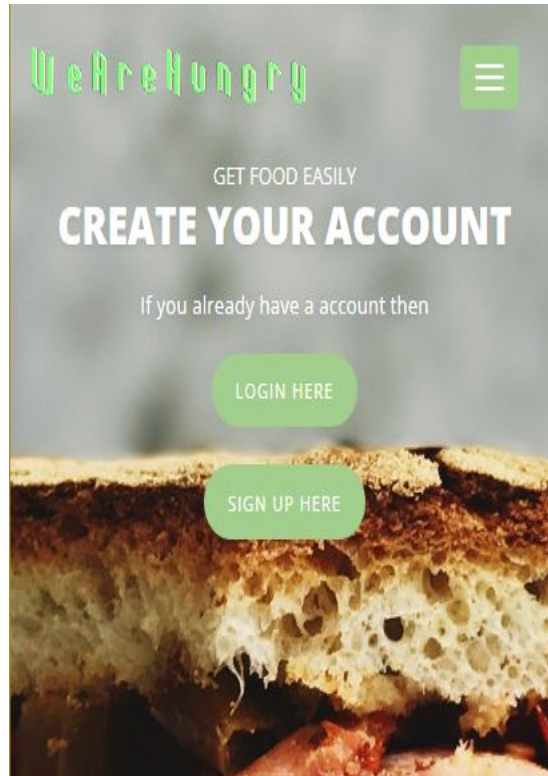 WeAreHungry
GET FOOD EASILY
CREATE YOUR ACCOUNT
If you already have a account then
LOGIN HERE
SIGN UP HERE